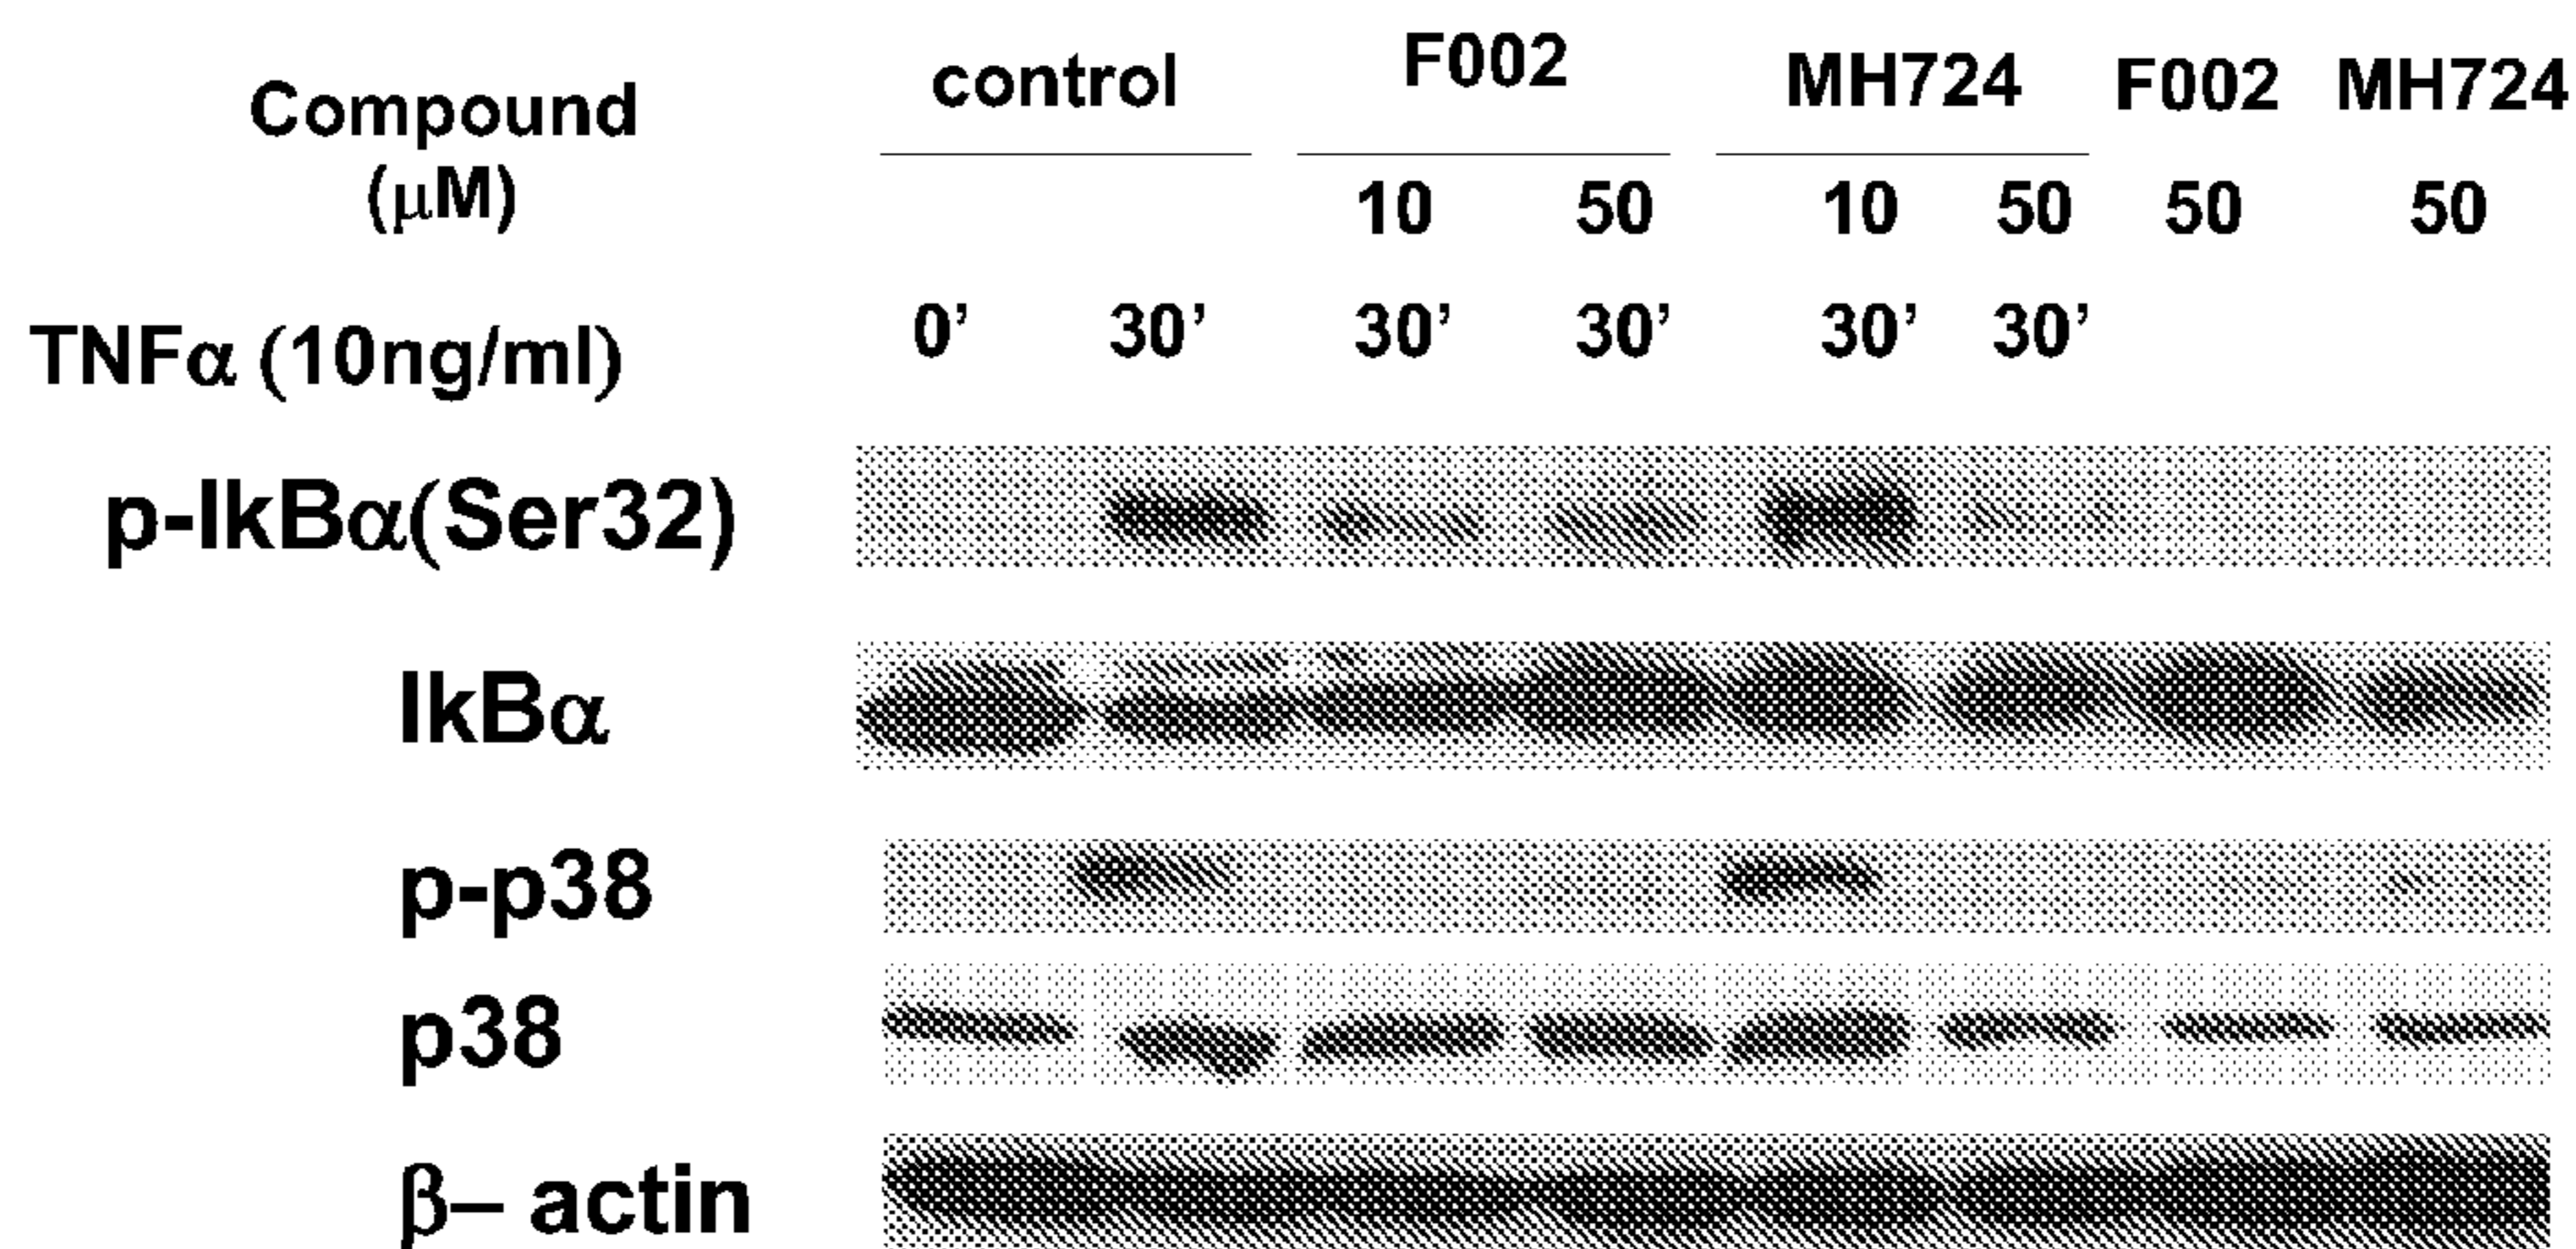 Compound
(μM)
control F002 MH724 F002 MH724
10 50 10 50 50 50
TNFα (10ng/ml) 0’ 30’ 30’ 30’ 30’ 30’
p-IkBα(Ser32)
IkBα
p-p38
p38
β– actin